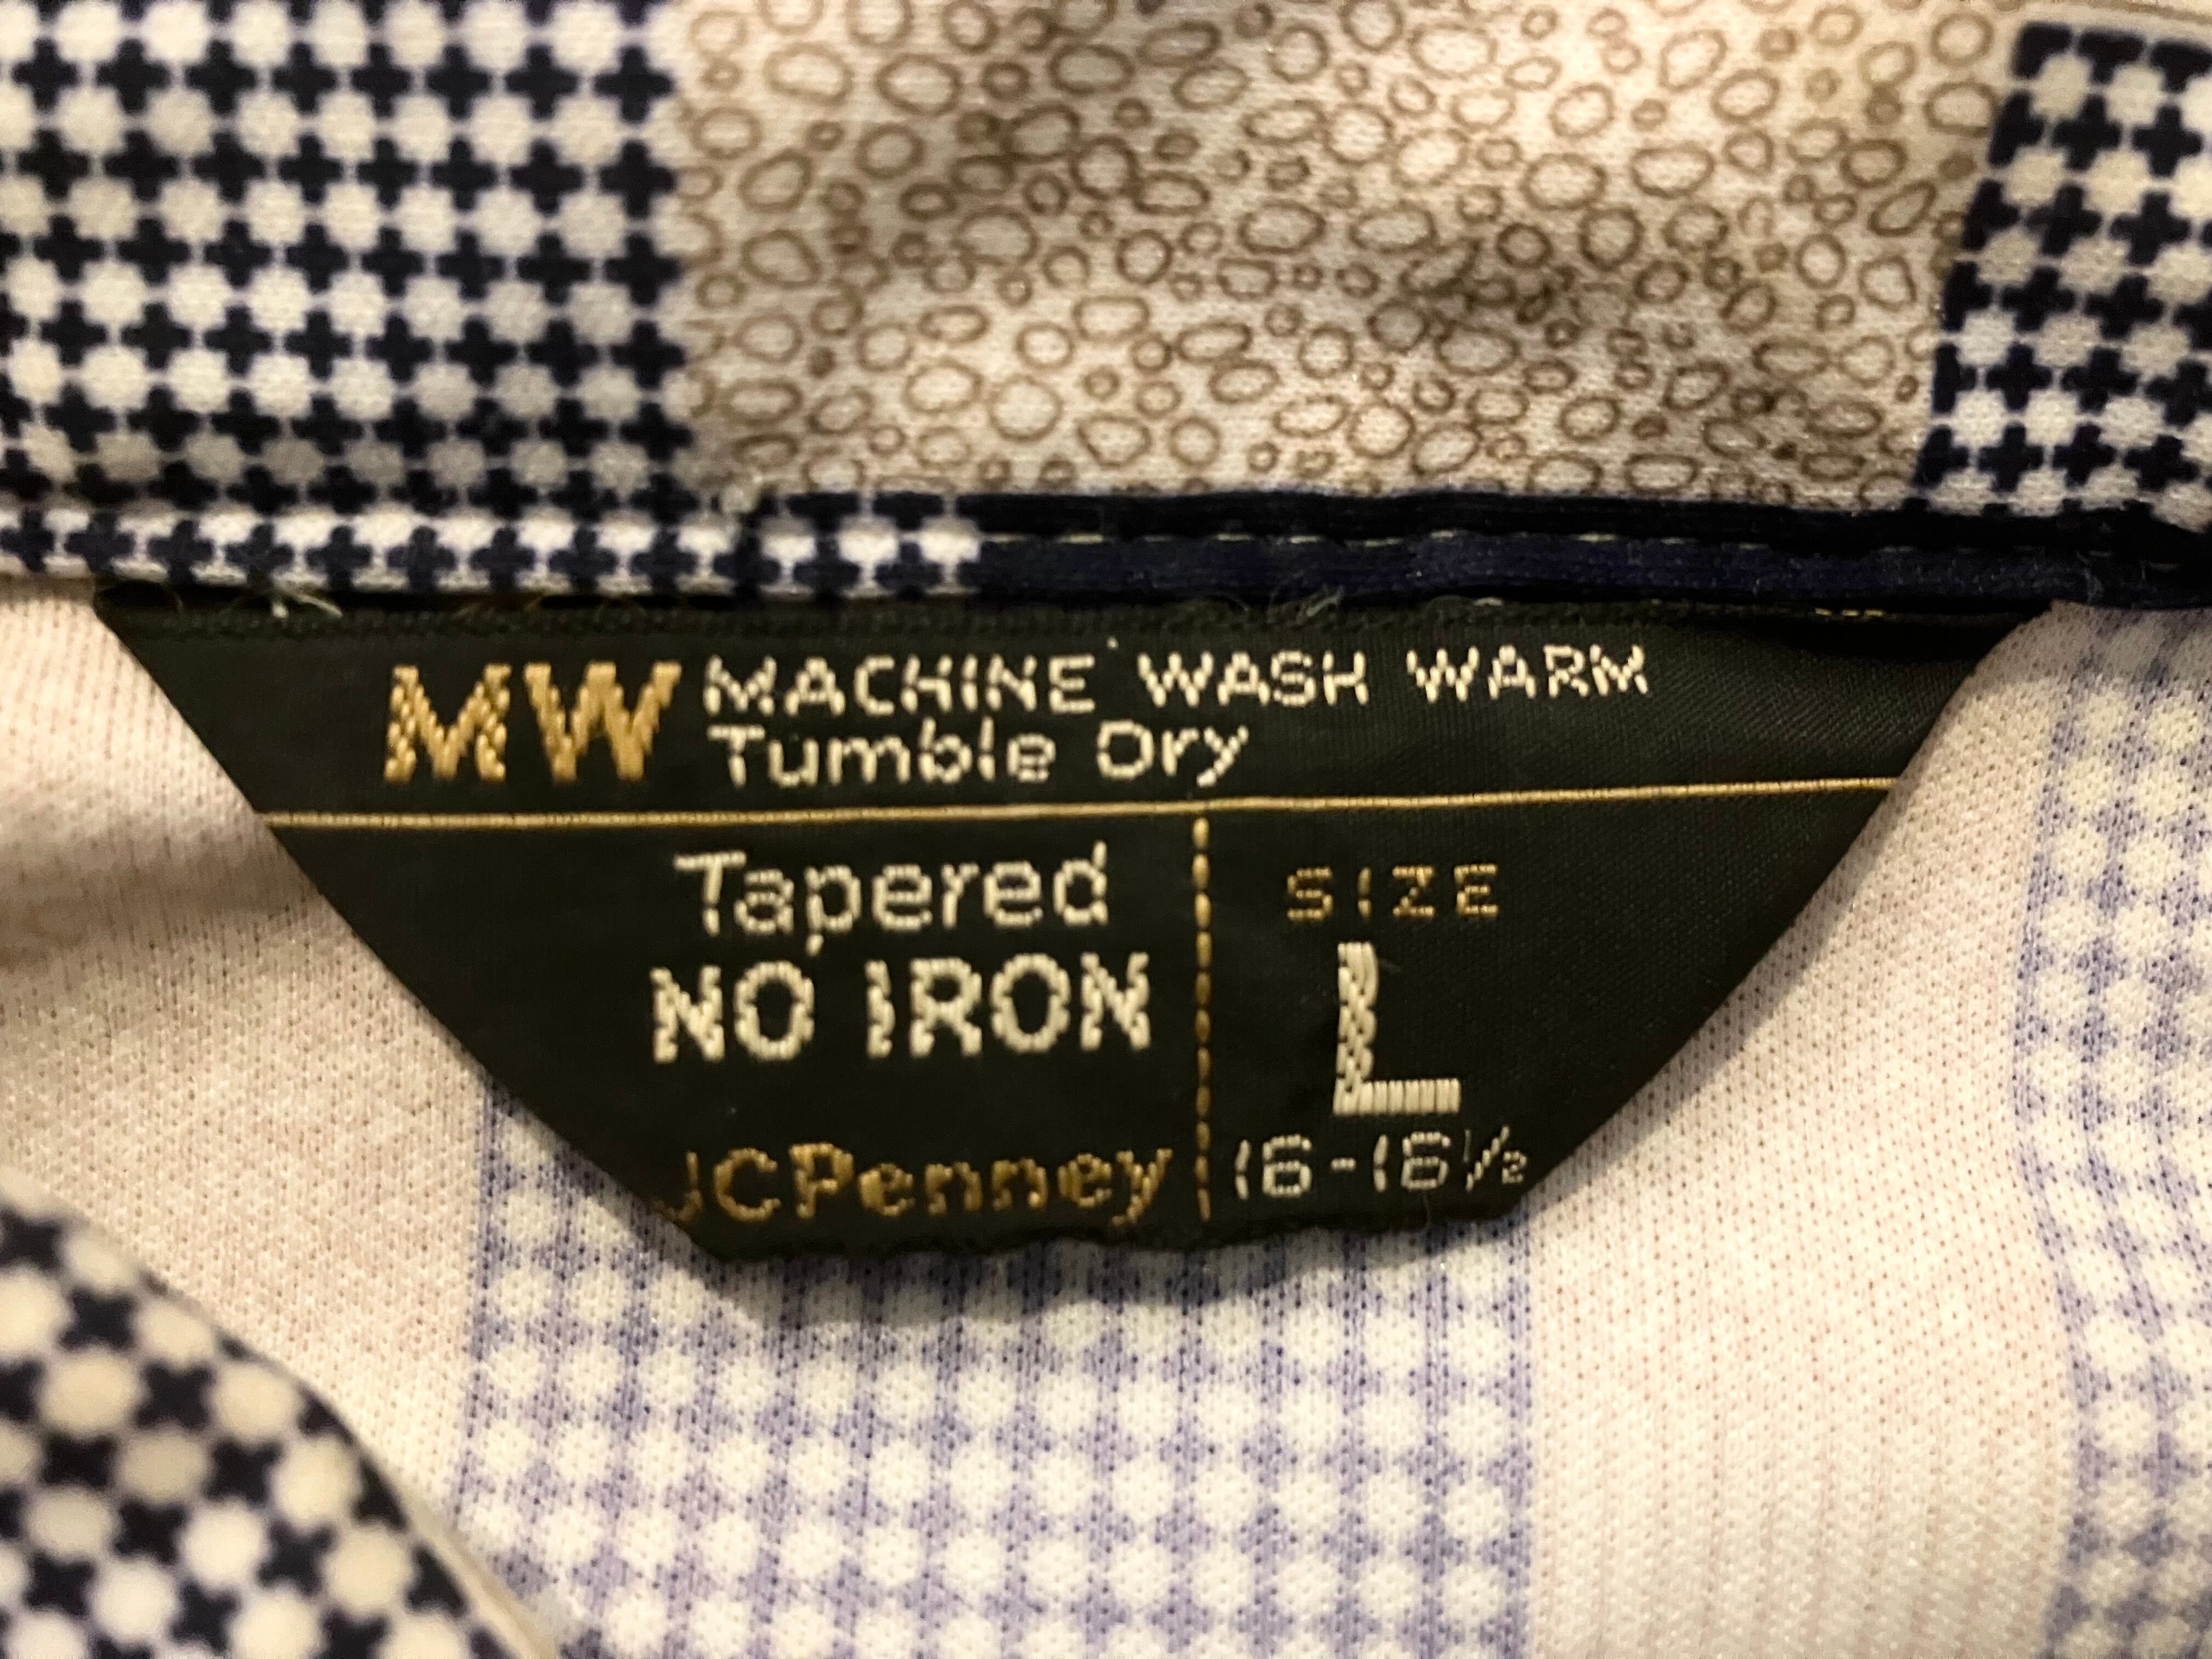 MW MACHINE WASH WARM
Tumble Dry
Tapered
NO IRON
JCPenney
SIZE
L
16-16½